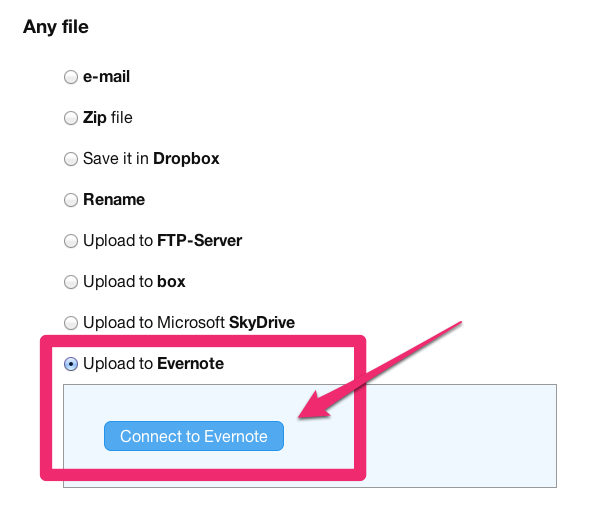 Any file
e-mail
Zip file
Save it in Dropbox
Rename
Upload to FTP-Server
Upload to box
Upload to Microsoft SkyDrive
Upload to Evernote
Connect to Evernote